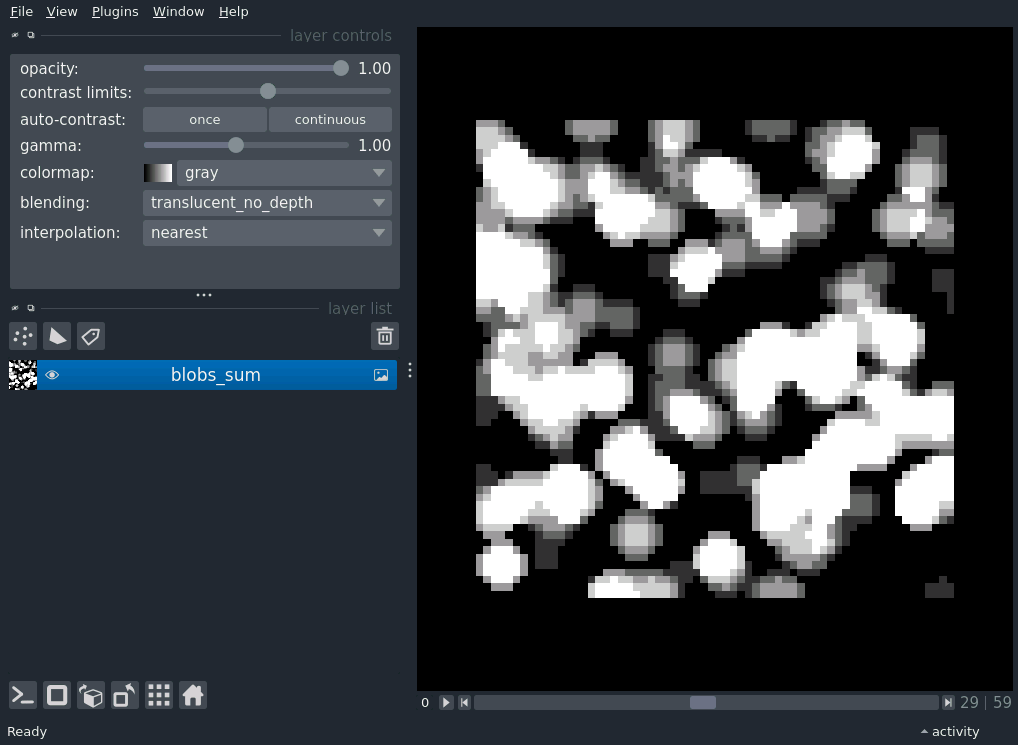 File View Plugins Window Help
layer controls
opacity: 1.00
contrast limits:
auto-contrast: once continuous
gamma: 1.00
colormap: gray
blending: translucent_no_depth
interpolation: nearest
layer list
blobs_sum
0 29 | 59
Ready activity